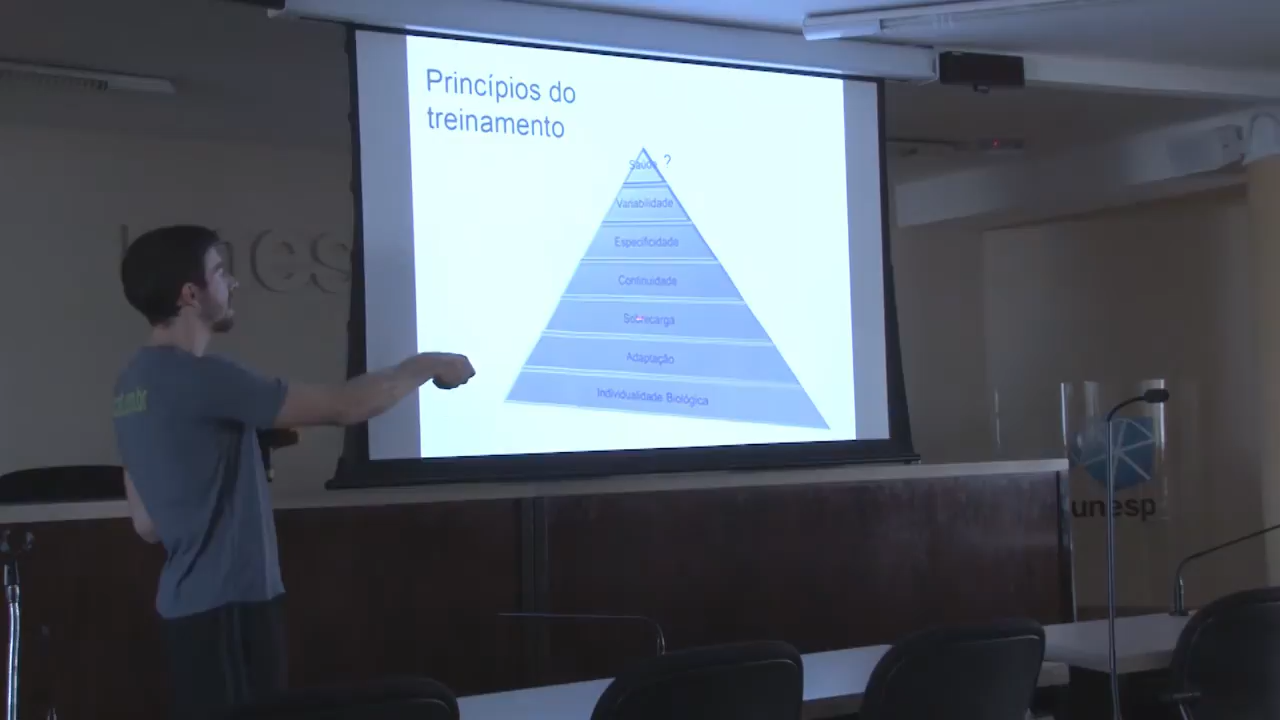 Princípios do
treinamento
Saúde ?
Variabilidade
Especificidade
Continuidade
Sobrecarga
Adaptação
Individualidade Biológica
unesp